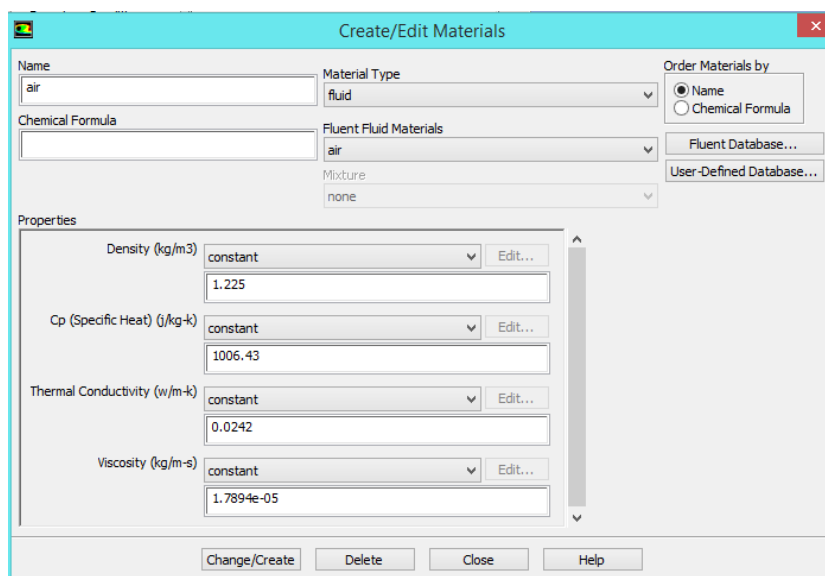 Create/Edit Materials
Name
air
Chemical Formula
Material Type
fluid
Fluent Fluid Materials
air
Mixture
none
Order Materials by
Name
Chemical Formula
Fluent Database...
User-Defined Database...
Properties
Density (kg/m3)
constant
Edit...
1.225
Cp (Specific Heat) (j/kg-k)
constant
Edit...
1006.43
Thermal Conductivity (w/m-k)
constant
Edit...
0.0242
Viscosity (kg/m-s)
constant
Edit...
1.7894e-05
Change/Create
Delete
Close
Help